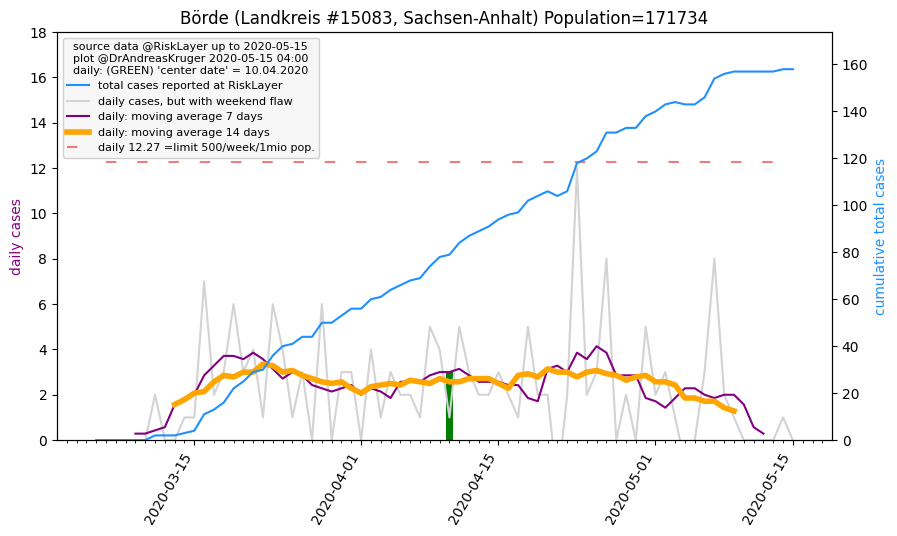 Börde (Landkreis #15083, Sachsen-Anhalt) Population=171734
source data @RiskLayer up to 2020-05-15
plot @DrAndreasKruger 2020-05-15 04:00
daily: (GREEN) 'center date' = 10.04.2020
total cases reported at RiskLayer
daily cases, but with weekend flaw
daily: moving average 7 days
daily: moving average 14 days
daily 12.27 =limit 500/week/1mio pop.
daily cases
18
16
14
12
10
8
6
4
2
0
cumulative total cases
160
140
120
100
80
60
40
20
0
2020-03-15
2020-04-01
2020-04-15
2020-05-01
2020-05-15